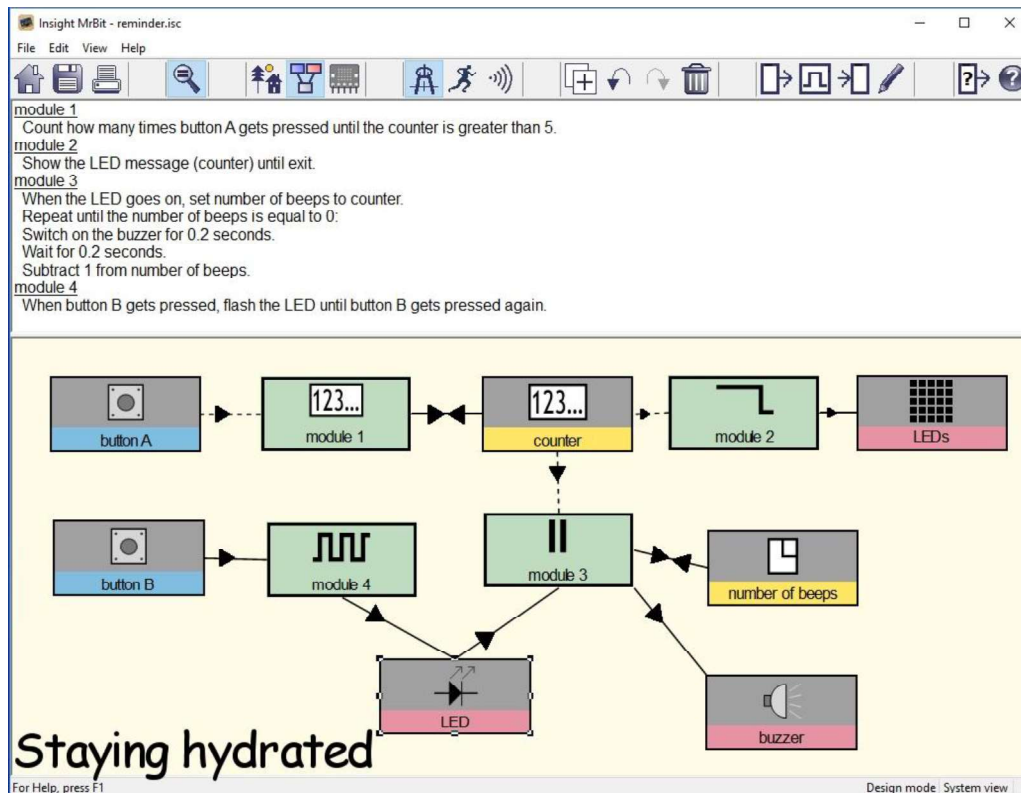 Insight MrBit - reminder.isc
File Edit View Help
module 1
Count how many times button A gets pressed until the counter is greater than 5.
module 2
Show the LED message (counter) until exit.
module 3
When the LED goes on, set number of beeps to counter.
Repeat until the number of beeps is equal to 0:
Switch on the buzzer for 0.2 seconds.
Wait for 0.2 seconds.
Subtract 1 from number of beeps.
module 4
When button B gets pressed, flash the LED until button B gets pressed again.
123...
123...
button A
module 1
counter
module 2
LEDs
button B
module 4
module 3
number of beeps
LED
buzzer
Staying hydrated
For Help, press F1
Design mode System view